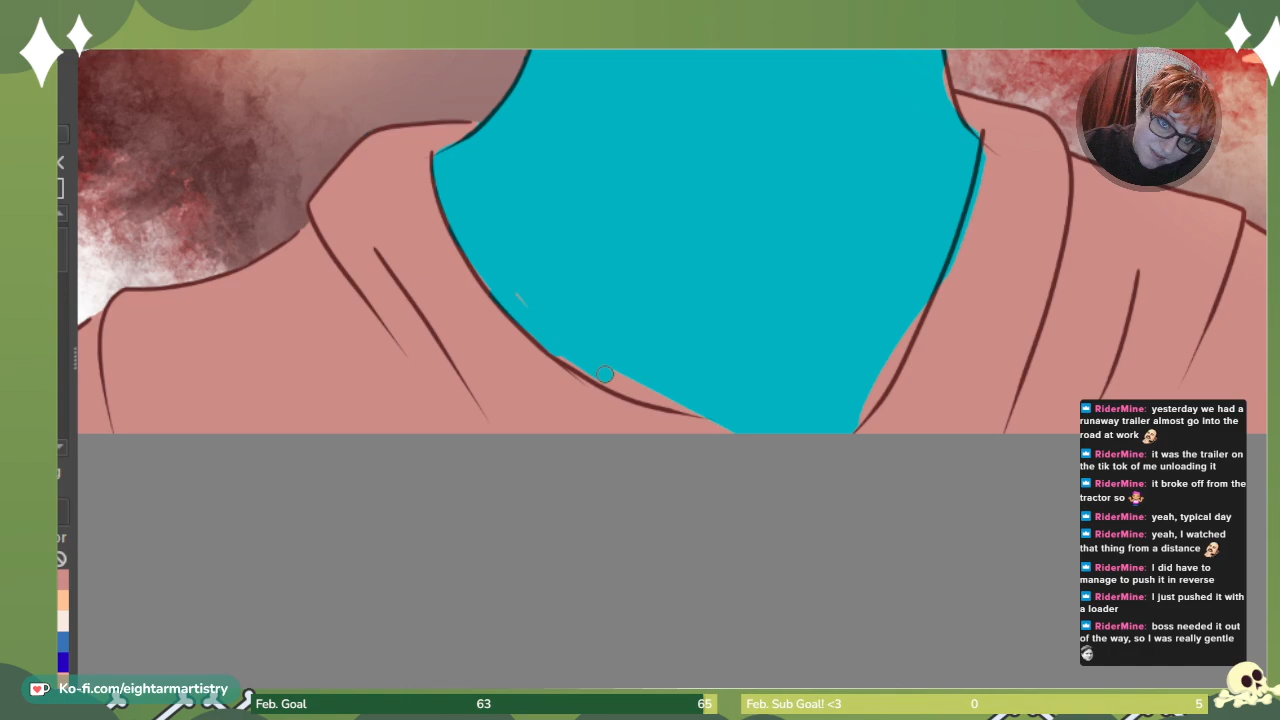 RiderMine: yesterday we had a
runaway trailer almost go into the
road at work
RiderMine: it was the trailer on
the tik tok of me unloading it
RiderMine: it broke off from the
tractor so
RiderMine: yeah, typical day
RiderMine: yeah, I watched
that thing from a distance
RiderMine: I did have to
manage to push it in reverse
RiderMine: I just pushed it with
a loader
RiderMine: boss needed it out
of the way, so I was really gentle
Ko-fi.com/eightarmartistry
Feb. Goal 63 65
Feb. Sub Goal! <3 0 5